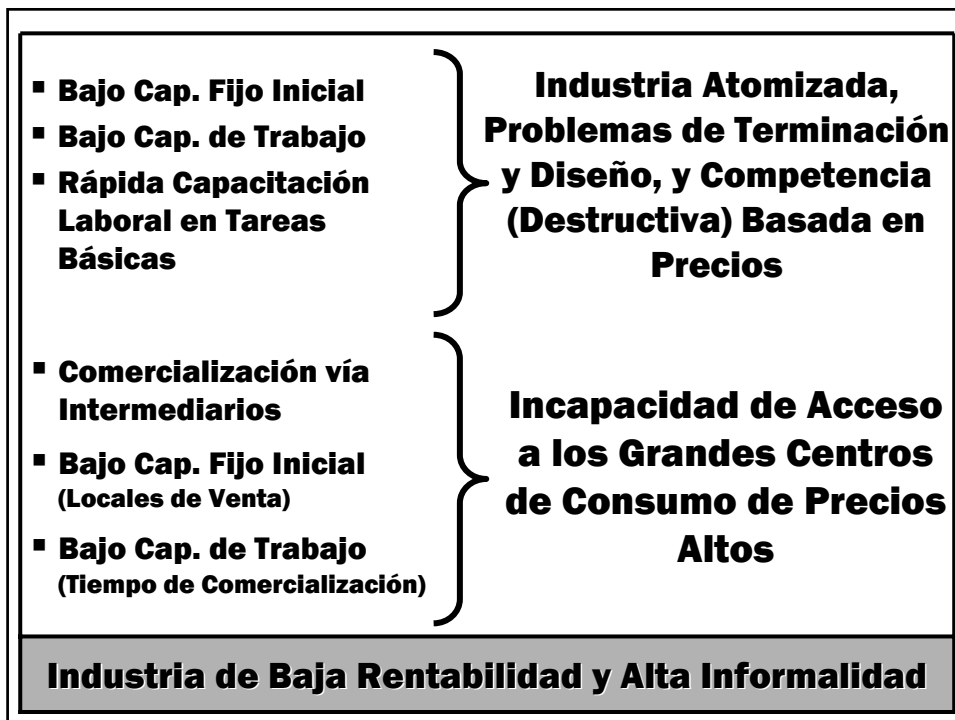 ▪ Bajo Cap. Fijo Inicial
▪ Bajo Cap. de Trabajo
▪ Rápida Capacitación
Laboral en Tareas
Básicas
Industria Atomizada,
Problemas de Terminación
y Diseño, y Competencia
(Destructiva) Basada en
Precios
▪ Comercialización vía
Intermediarios
▪ Bajo Cap. Fijo Inicial
(Locales de Venta)
▪ Bajo Cap. de Trabajo
(Tiempo de Comercialización)
Incapacidad de Acceso
a los Grandes Centros
de Consumo de Precios
Altos
Industria de Baja Rentabilidad y Alta Informalidad